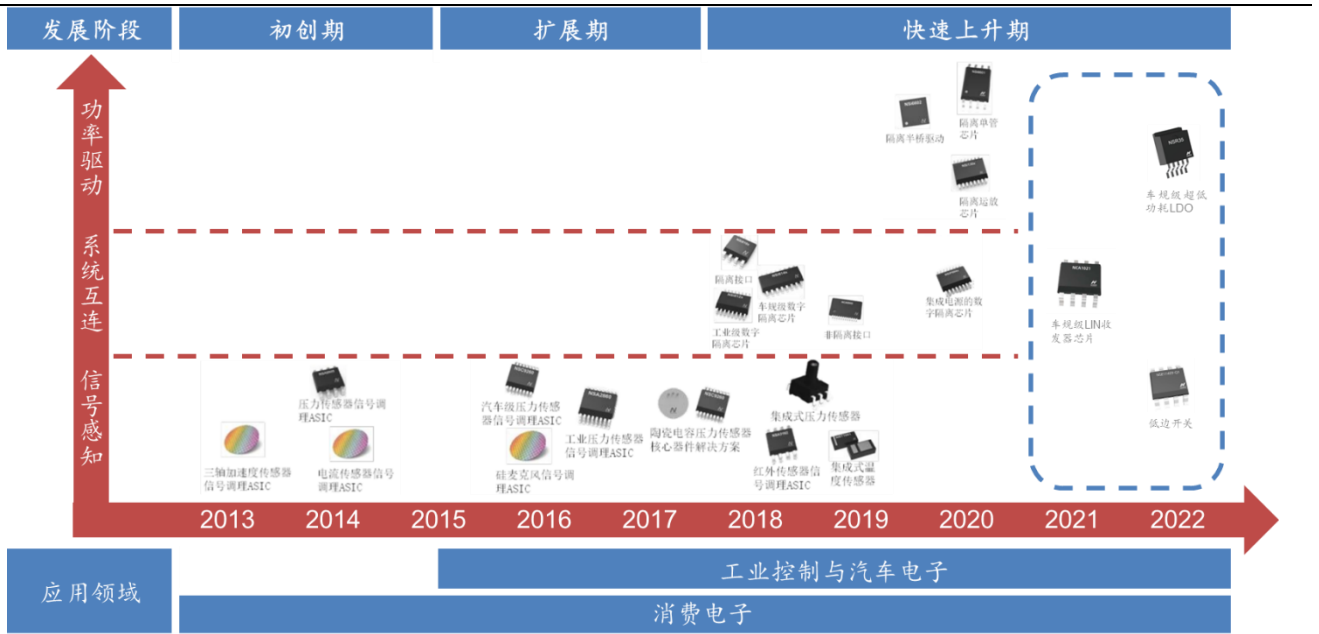 发展阶段
初创期
扩展期
快速上升期
功率驱动
隔离半桥驱动
隔离单管
芯片
隔离运放
芯片
NSR35
车规级超低
功耗LDO
系统互连
隔离接口
车规级数字
隔离芯片
工业级数字
隔离芯片
非隔离接口
集成电源的数
字隔离芯片
车规级LIN收
发器芯片
信号感知
三轴加速度传感器
信号调理ASIC
压力传感器信号调
理ASIC
电流传感器信号
调理ASIC
汽车级压力传感
器信号调理ASIC
硅麦克风信号调
理ASIC
工业压力传感器
信号调理ASIC
陶瓷电容压力传感器
核心器件解决方案
集成式压力传感器
红外传感器信
号调理ASIC
集成式温
度传感器
低边开关
2013
2014
2015
2016
2017
2018
2019
2020
2021
2022
应用领域
工业控制与汽车电子
消费电子